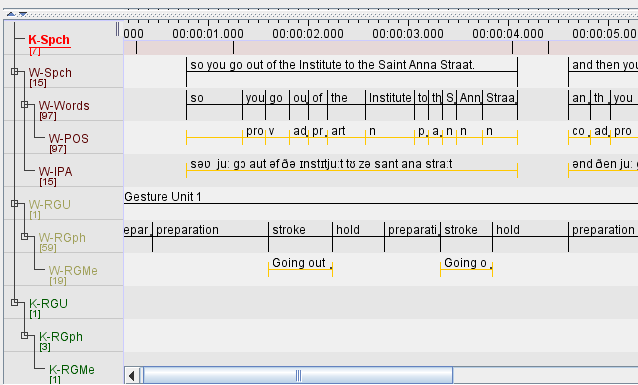 000 00:00:01.000 00:00:02.000 00:00:03.000 00:00:04.000 00:00:05.00
K-Spch
[7]
W-Spch so you go out of the Institute to the Saint Anna Straat. and then you
[15]
W-Words so you go out of the Institute to th S. Ann. Straa. an. th. you
[97]
W-POS pro v ad. pr. art n p. a. n n n co. ad. pro
[97]
W-IPA səʋ ju: gɔ aut əf ðə ɪnstɪtju:t tʊ zə sant ana stra:t ənd ðen ju: g
[15]
W-RGU Gesture Unit 1
[1]
W-RGph epar. preparation stroke hold preparati. stroke hold preparation
[59]
W-RGMe Going out . Going o .
[19]
K-RGU
[1]
K-RGph
[3]
K-RGMe
[1]